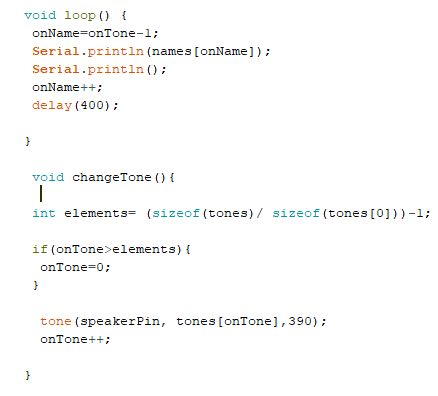 void loop() {
onName=onTone-1;
Serial.println(names[onName]);
Serial.println();
onName++;
delay(400);
}
void changeTone(){
int elements= (sizeof(tones)/ sizeof(tones[0]))-1;
if(onTone>elements){
onTone=0;
}
tone(speakerPin, tones[onTone],390);
onTone++;
}